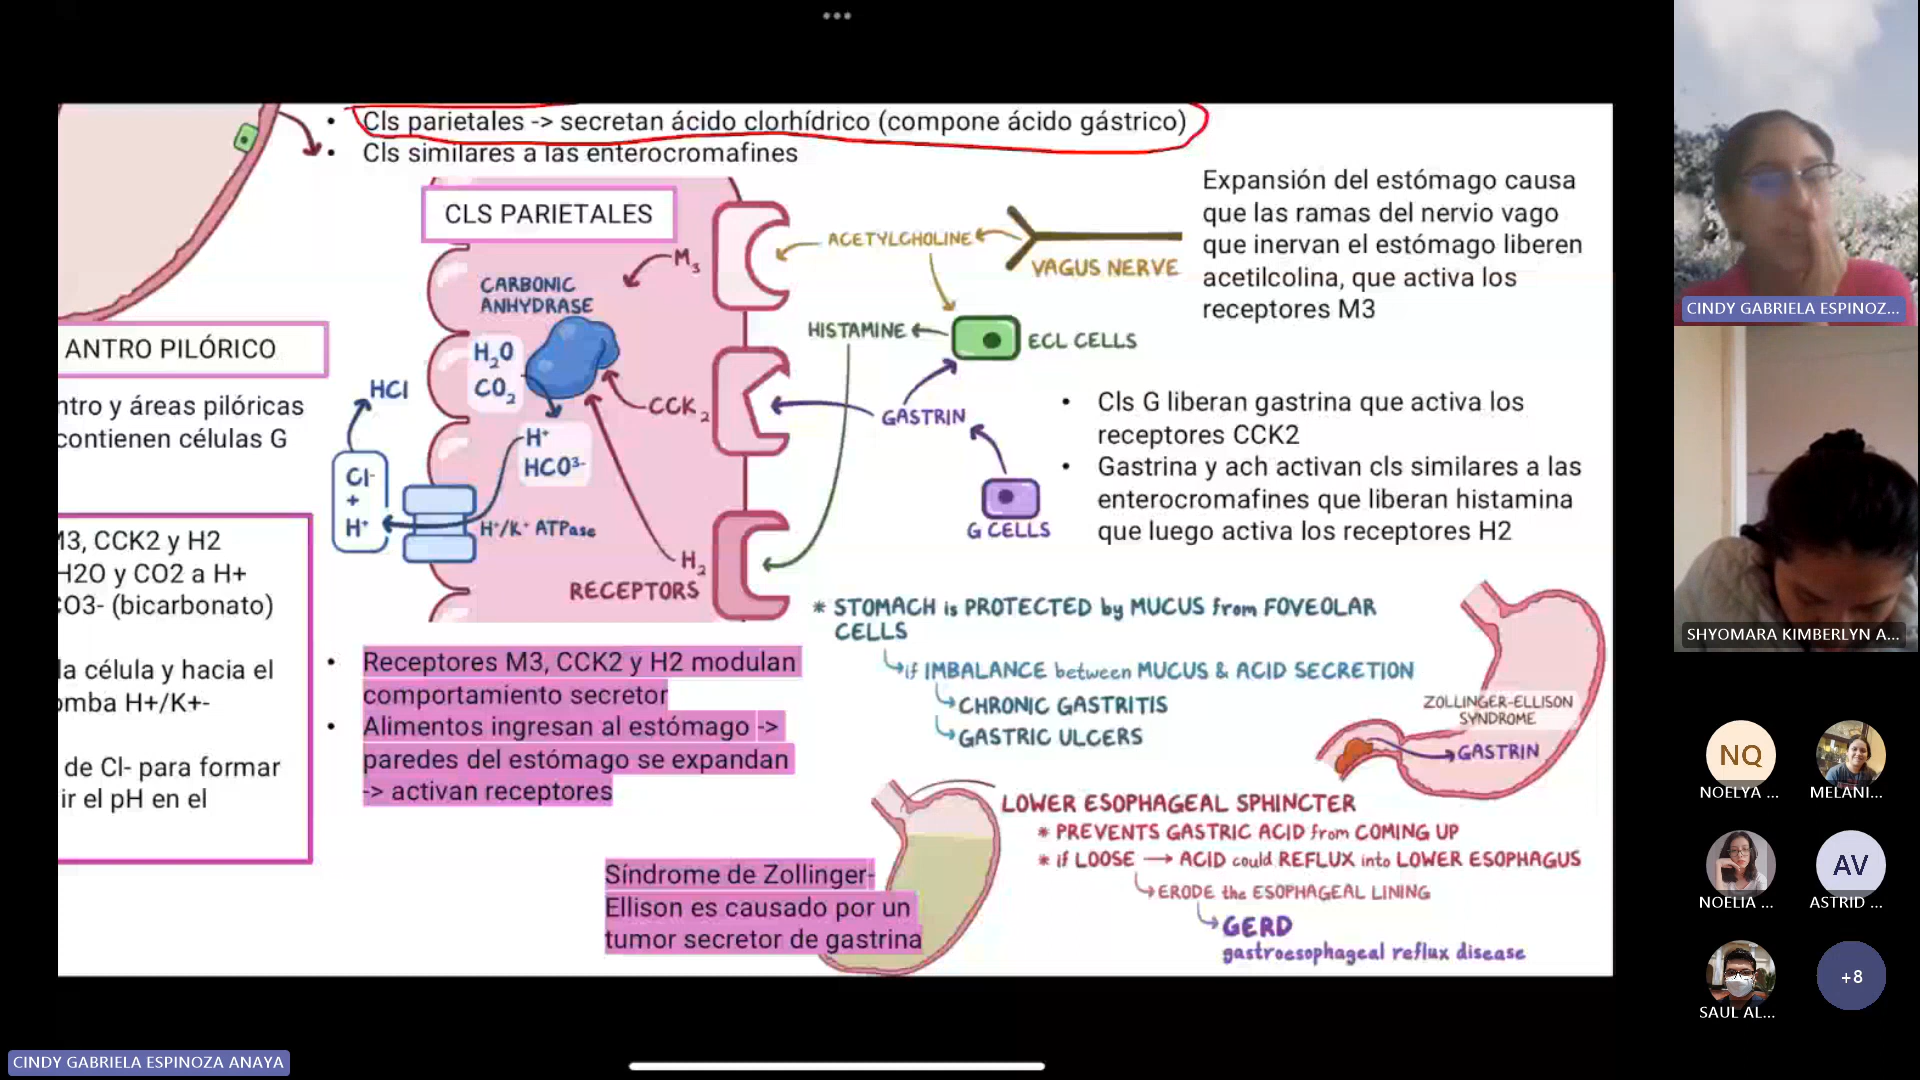 • Cls parietales -> secretan ácido clorhídrico (compone ácido gástrico)
• Cls similares a las enterocromafines
CLS PARIETALES
CARBONIC
ANHYDRASE
H2O
CO2
H+
HCO3-
M3
CCK2
H2
RECEPTORS
H+/K+ ATPase
HCl
Cl-
+
H+
ACETYLCHOLINE
VAGUS NERVE
HISTAMINE
ECL CELLS
GASTRIN
G CELLS
Expansión del estómago causa
que las ramas del nervio vago
que inervan el estómago liberen
acetilcolina, que activa los
receptores M3
• Cls G liberan gastrina que activa los
receptores CCK2
• Gastrina y ach activan cls similares a las
enterocromafines que liberan histamina
que luego activa los receptores H2
ANTRO PILÓRICO
ntro y áreas pilóricas
contienen células G
M3, CCK2 y H2
H2O y CO2 a H+
CO3- (bicarbonato)
la célula y hacia el
omba H+/K+-
de Cl- para formar
ir el pH en el
• Receptores M3, CCK2 y H2 modulan
comportamiento secretor
• Alimentos ingresan al estómago ->
paredes del estómago se expandan
-> activan receptores
* STOMACH is PROTECTED by MUCUS from FOVEOLAR
CELLS
if IMBALANCE between MUCUS & ACID SECRETION
CHRONIC GASTRITIS
GASTRIC ULCERS
ZOLLINGER-ELLISON
SYNDROME
GASTRIN
Síndrome de Zollinger-
Ellison es causado por un
tumor secretor de gastrina
LOWER ESOPHAGEAL SPHINCTER
* PREVENTS GASTRIC ACID from COMING UP
* if LOOSE → ACID could REFLUX into LOWER ESOPHAGUS
ERODE the ESOPHAGEAL LINING
GERD
gastroesophageal reflux disease
CINDY GABRIELA ESPINOZ...
SHYOMARA KIMBERLYN A...
NQ
NOELYA ...
MELANI...
NOELIA ...
AV
ASTRID ...
SAUL AL...
+8
CINDY GABRIELA ESPINOZA ANAYA